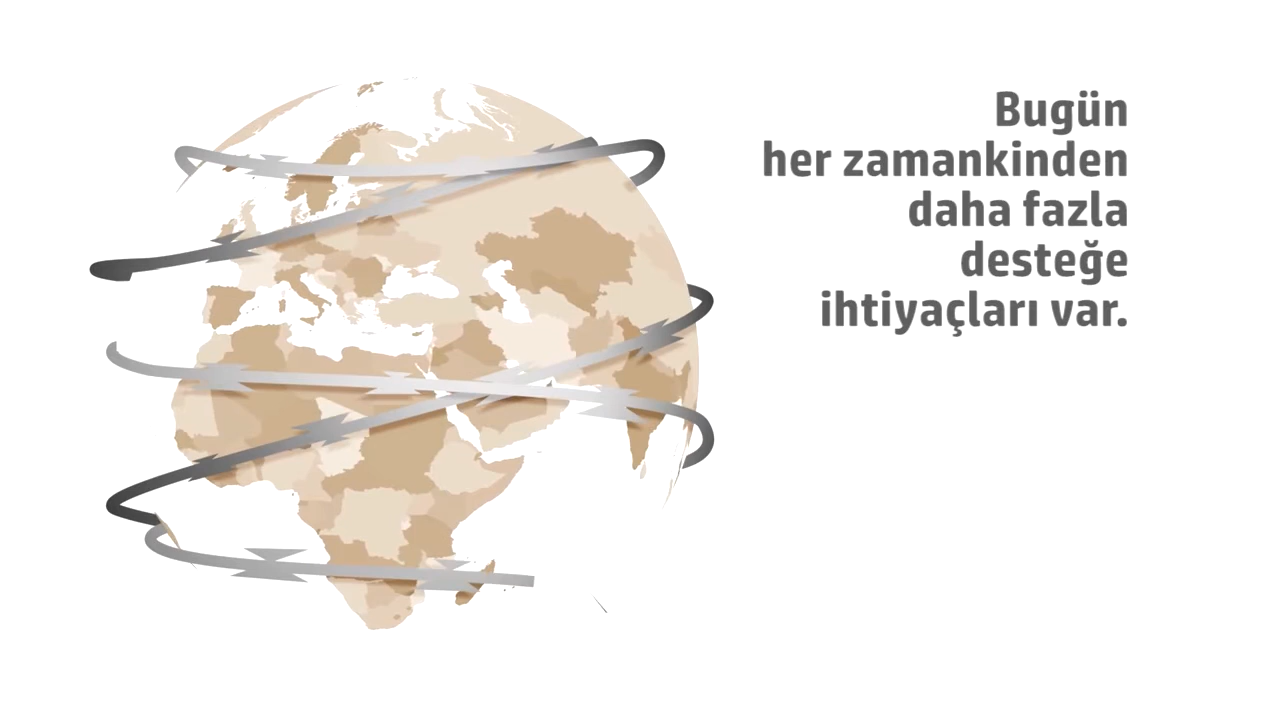 Bugün
her zamankinden
daha fazla
desteğe
ihtiyaçları var.